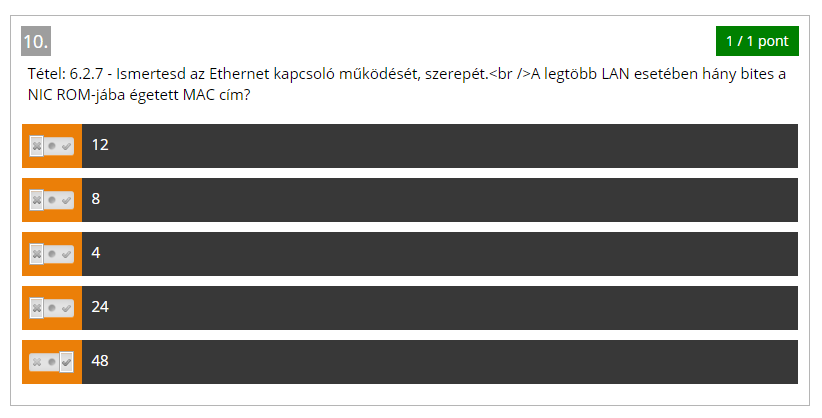 10.
1 / 1 pont
Tétel: 6.2.7 - Ismertesd az Ethernet kapcsoló működését, szerepét.<br />A legtöbb LAN esetében hány bites a
NIC ROM-jába égetett MAC cím?
12
8
4
24
48